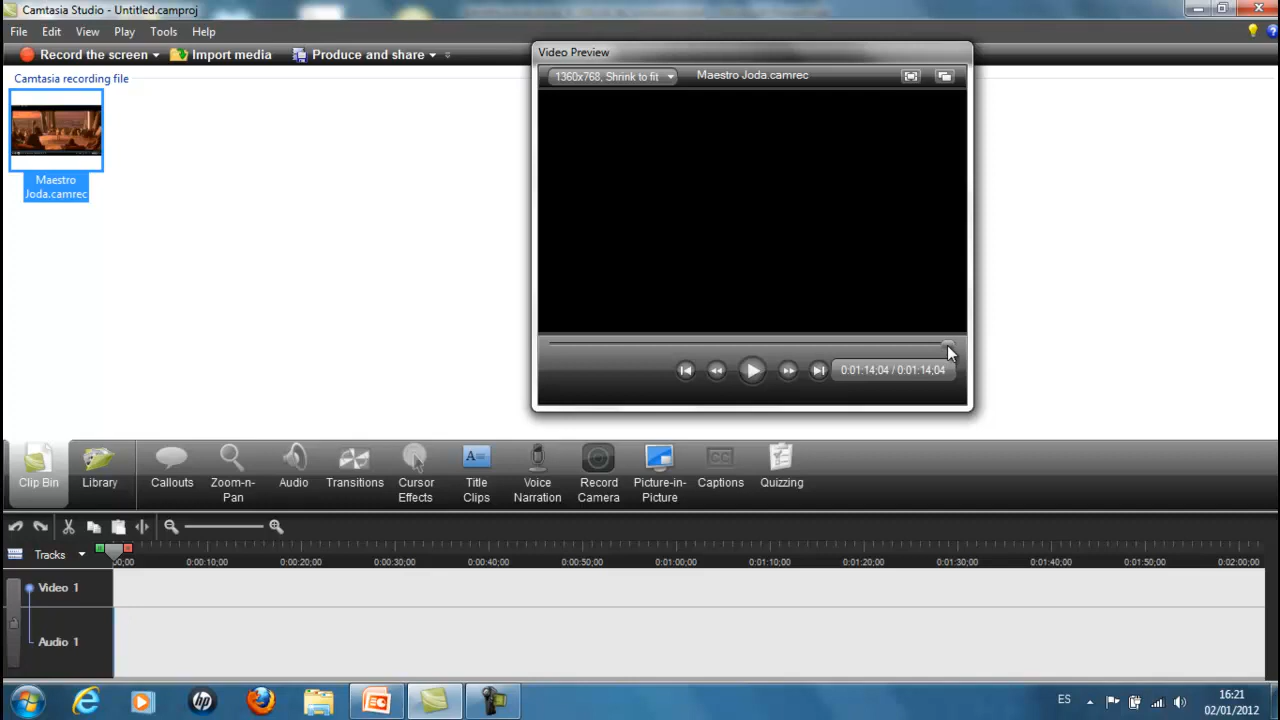 Camtasia Studio - Untitled.camproj
File Edit View Play Tools Help
Record the screen Import media Produce and share
Camtasia recording file
Maestro
Joda.camrec
Video Preview
1360x768, Shrink to fit Maestro Joda.camrec
0:01:14;04 / 0:01:14;04
Clip Bin Library Callouts Zoom-n-
Pan Audio Transitions Cursor
Effects Title
Clips Voice
Narration Record
Camera Picture-in-
Picture Captions Quizzing
Tracks
00;00 0:00:10;00 0:00:20;00 0:00:30;00 0:00:40;00 0:00:50;00 0:01:00;00 0:01:10;00 0:01:20;00 0:01:30;00 0:01:40;00 0:01:50;00 0:02:00;00
Video 1
Audio 1
ES
16:21
02/01/2012